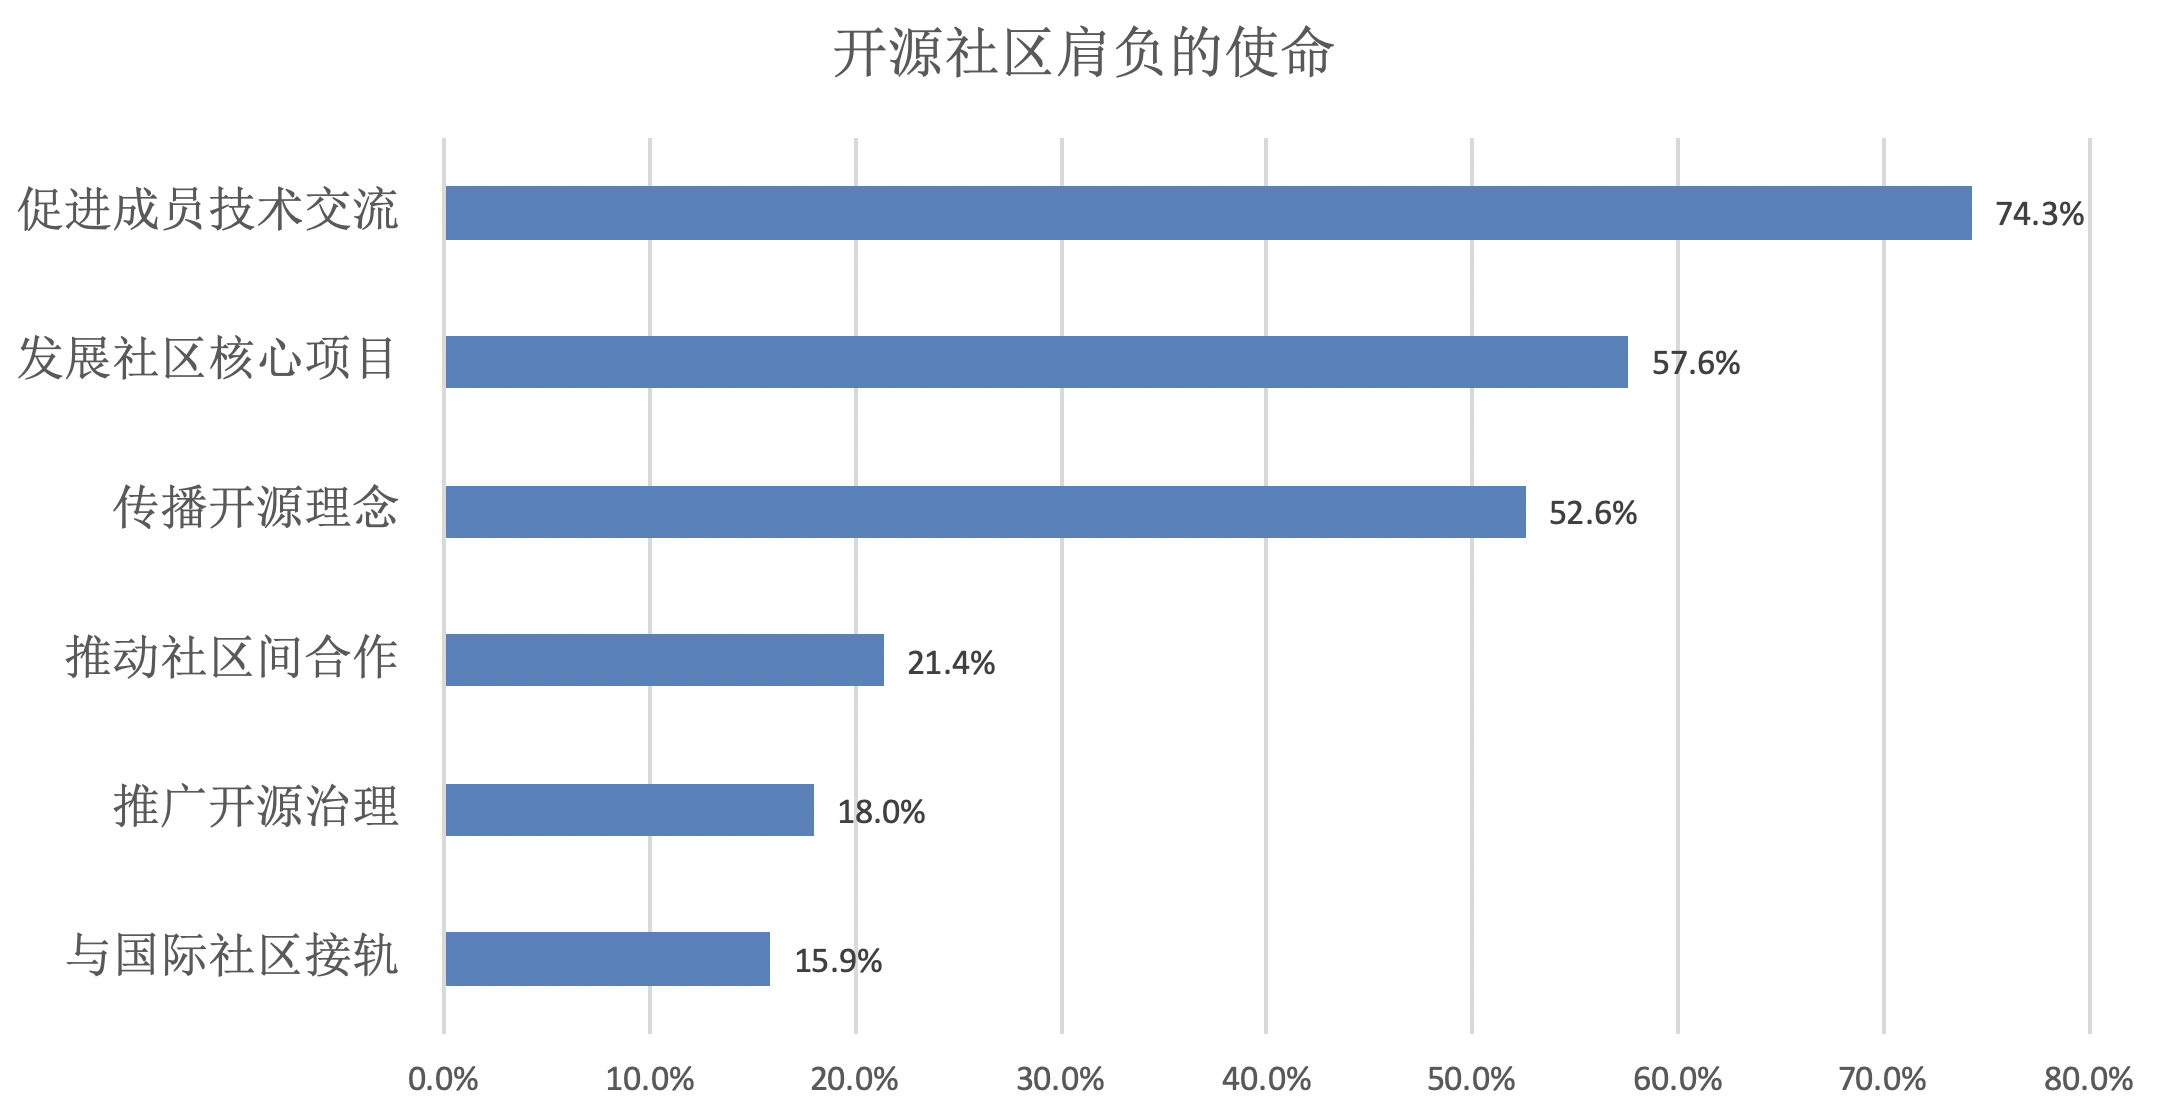 开源社区肩负的使命
促进成员技术交流
74.3%
发展社区核心项目
57.6%
传播开源理念
52.6%
推动社区间合作
21.4%
推广开源治理
18.0%
与国际社区接轨
15.9%
0.0% 10.0% 20.0% 30.0% 40.0% 50.0% 60.0% 70.0% 80.0%